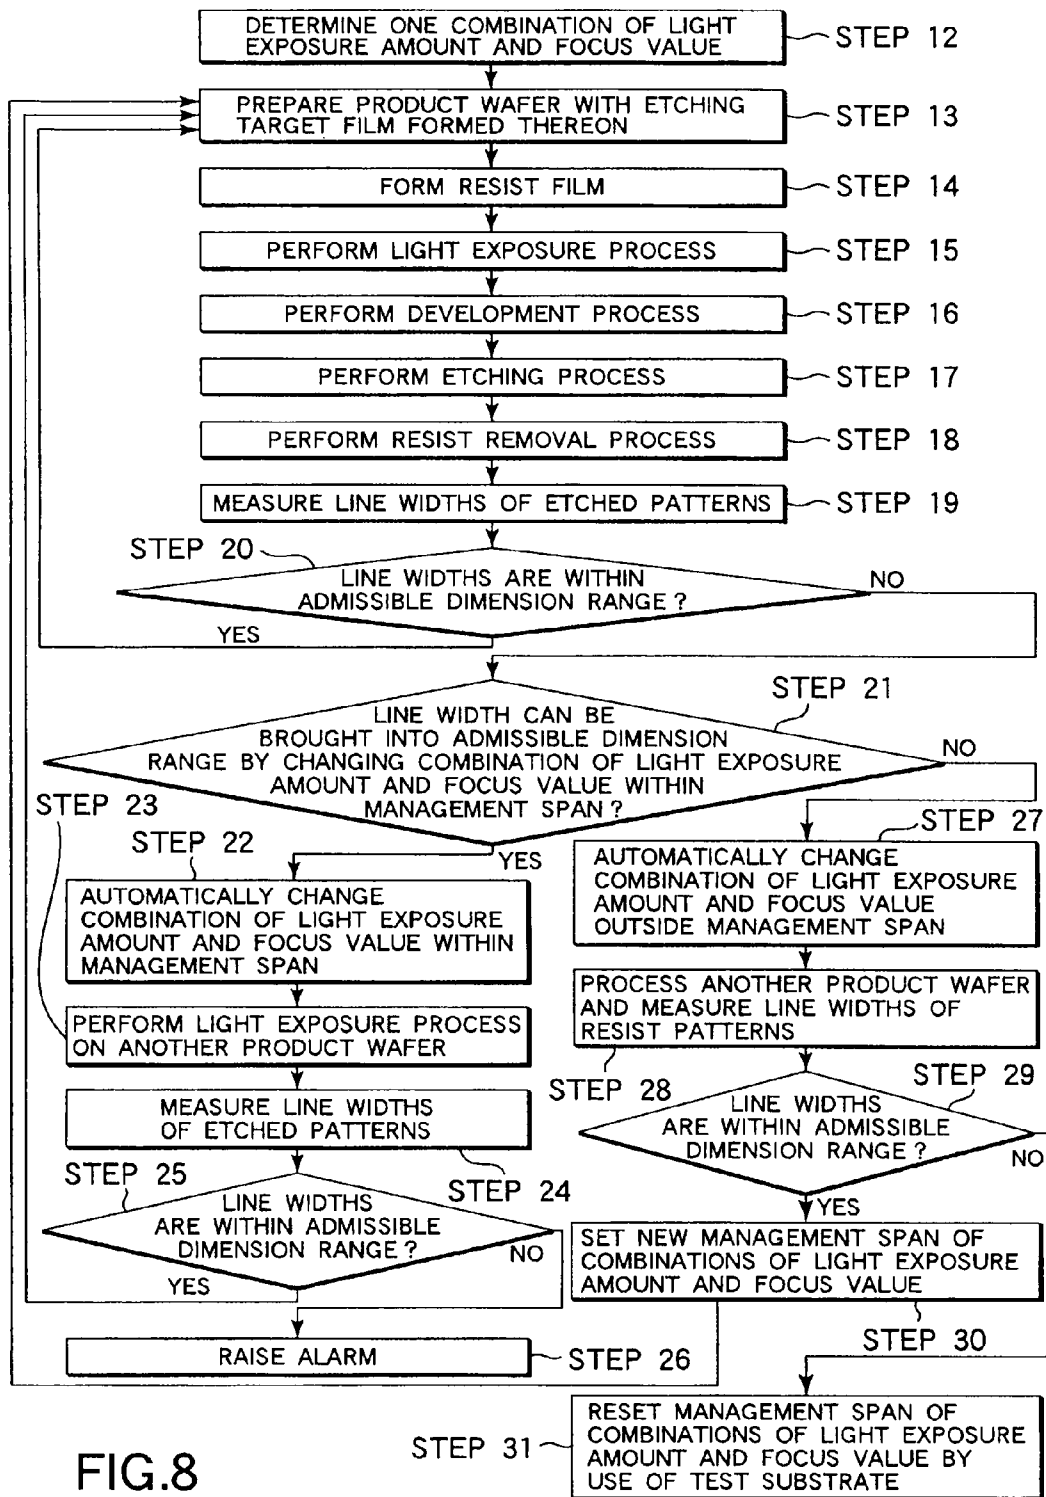 DETERMINE ONE COMBINATION OF LIGHT
EXPOSURE AMOUNT AND FOCUS VALUE
STEP 12
PREPARE PRODUCT WAFER WITH ETCHING
TARGET FILM FORMED THEREON
STEP 13
FORM RESIST FILM
STEP 14
PERFORM LIGHT EXPOSURE PROCESS
STEP 15
PERFORM DEVELOPMENT PROCESS
STEP 16
PERFORM ETCHING PROCESS
STEP 17
PERFORM RESIST REMOVAL PROCESS
STEP 18
MEASURE LINE WIDTHS OF ETCHED PATTERNS
STEP 19
STEP 20
LINE WIDTHS ARE WITHIN
ADMISSIBLE DIMENSION RANGE?
NO
YES
STEP 21
LINE WIDTH CAN BE
BROUGHT INTO ADMISSIBLE DIMENSION
RANGE BY CHANGING COMBINATION OF LIGHT EXPOSURE
AMOUNT AND FOCUS VALUE WITHIN
MANAGEMENT SPAN?
NO
YES
STEP 23
STEP 22
AUTOMATICALLY CHANGE
COMBINATION OF LIGHT EXPOSURE
AMOUNT AND FOCUS VALUE WITHIN
MANAGEMENT SPAN
PERFORM LIGHT EXPOSURE PROCESS
ON ANOTHER PRODUCT WAFER
MEASURE LINE WIDTHS
OF ETCHED PATTERNS
STEP 24
STEP 25
LINE WIDTHS
ARE WITHIN ADMISSIBLE
DIMENSION RANGE?
NO
YES
RAISE ALARM
STEP 26
STEP 27
AUTOMATICALLY CHANGE
COMBINATION OF LIGHT EXPOSURE
AMOUNT AND FOCUS VALUE
OUTSIDE MANAGEMENT SPAN
PROCESS ANOTHER PRODUCT WAFER
AND MEASURE LINE WIDTHS OF
RESIST PATTERNS
STEP 28
STEP 29
LINE WIDTHS
ARE WITHIN ADMISSIBLE
DIMENSION RANGE?
NO
YES
SET NEW MANAGEMENT SPAN OF
COMBINATIONS OF LIGHT EXPOSURE
AMOUNT AND FOCUS VALUE
STEP 30
RESET MANAGEMENT SPAN OF
COMBINATIONS OF LIGHT EXPOSURE
AMOUNT AND FOCUS VALUE BY
USE OF TEST SUBSTRATE
STEP 31
FIG.8